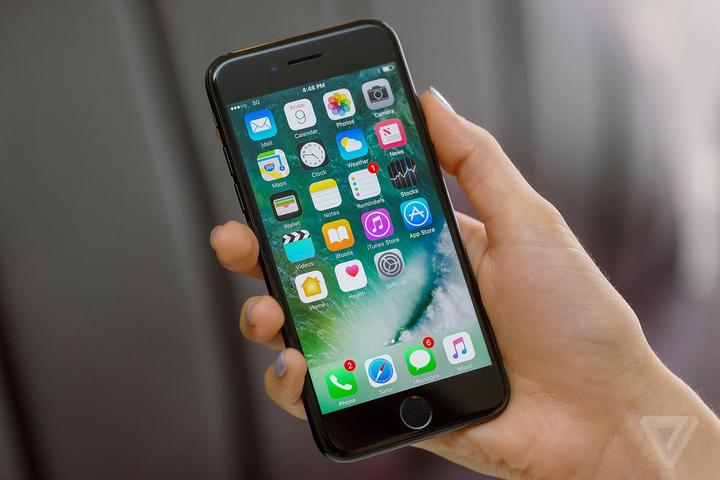 3G 4:46 PM
Mail Friday 9 Calendar Photos Camera
Maps Clock Weather News
Wallet Notes 1 Reminders Stocks
Videos iBooks iTunes Store App Store
Home Health Settings
2 6
Phone Safari Messages Music